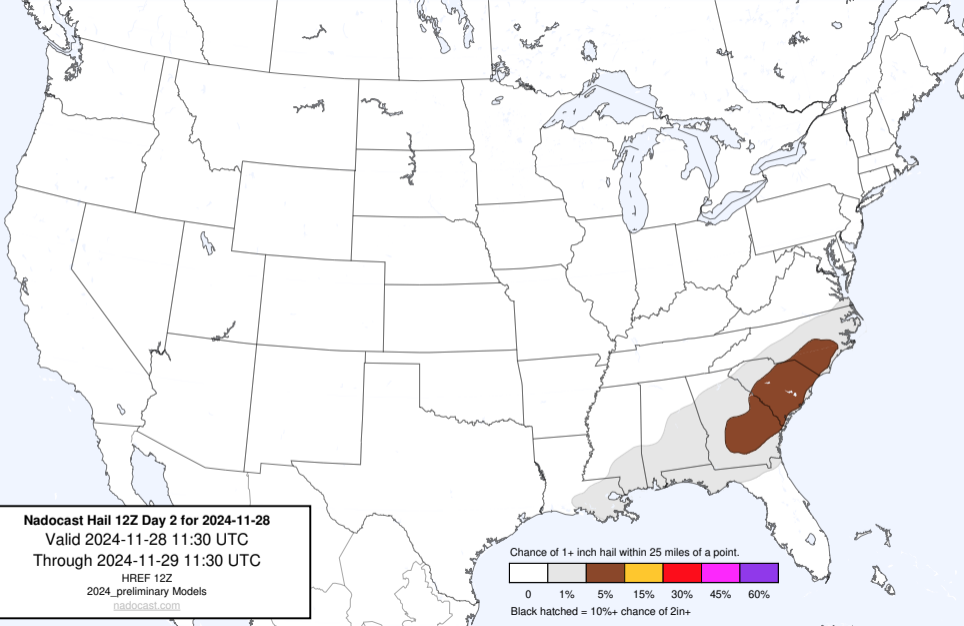 Nadocast Hail 12Z Day 2 for 2024-11-28
Valid 2024-11-28 11:30 UTC
Through 2024-11-29 11:30 UTC
HREF 12Z
2024_preliminary Models
nadocast.com
Chance of 1+ inch hail within 25 miles of a point.
0 1% 5% 15% 30% 45% 60%
Black hatched = 10%+ chance of 2in+